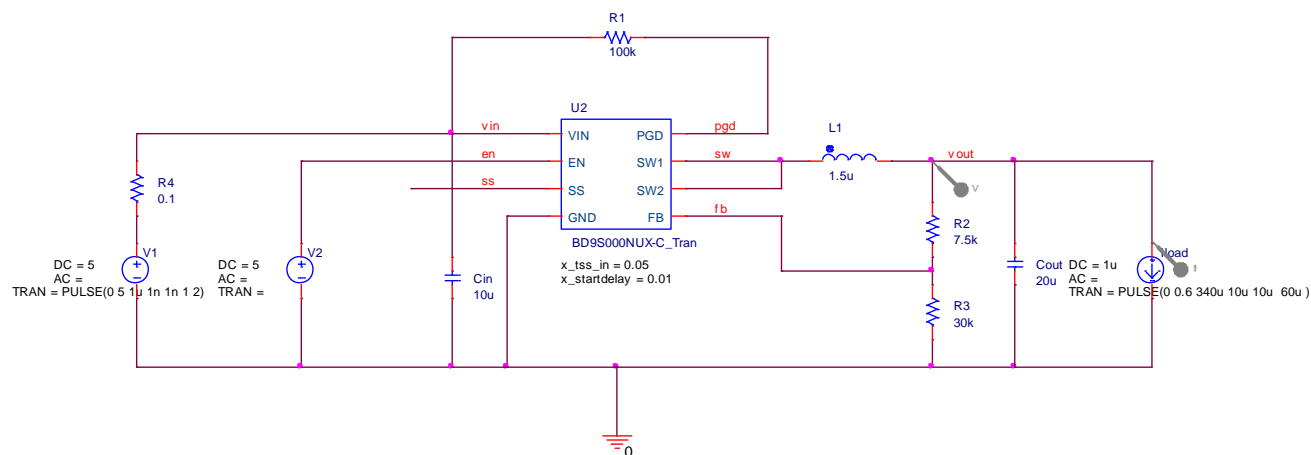 R1
100k
U2
vin
VIN
PGD
pgd
L1
en
EN
SW1
sw
vout
1.5u
V
R4
0.1
ss
SS
SW2
GND
FB
fb
R2
7.5k
BD9S000NUX-C_Tran
V1
V2
Iload
DC = 5
AC =
TRAN = PULSE(0 5 1u 1n 1n 1 2)
DC = 5
AC =
TRAN =
x_tss_in = 0.05
x_startdelay = 0.01
Cin
10u
Cout
20u
DC = 1u
AC =
TRAN = PULSE(0 0.6 340u 10u 10u 60u )
I
R3
30k
0